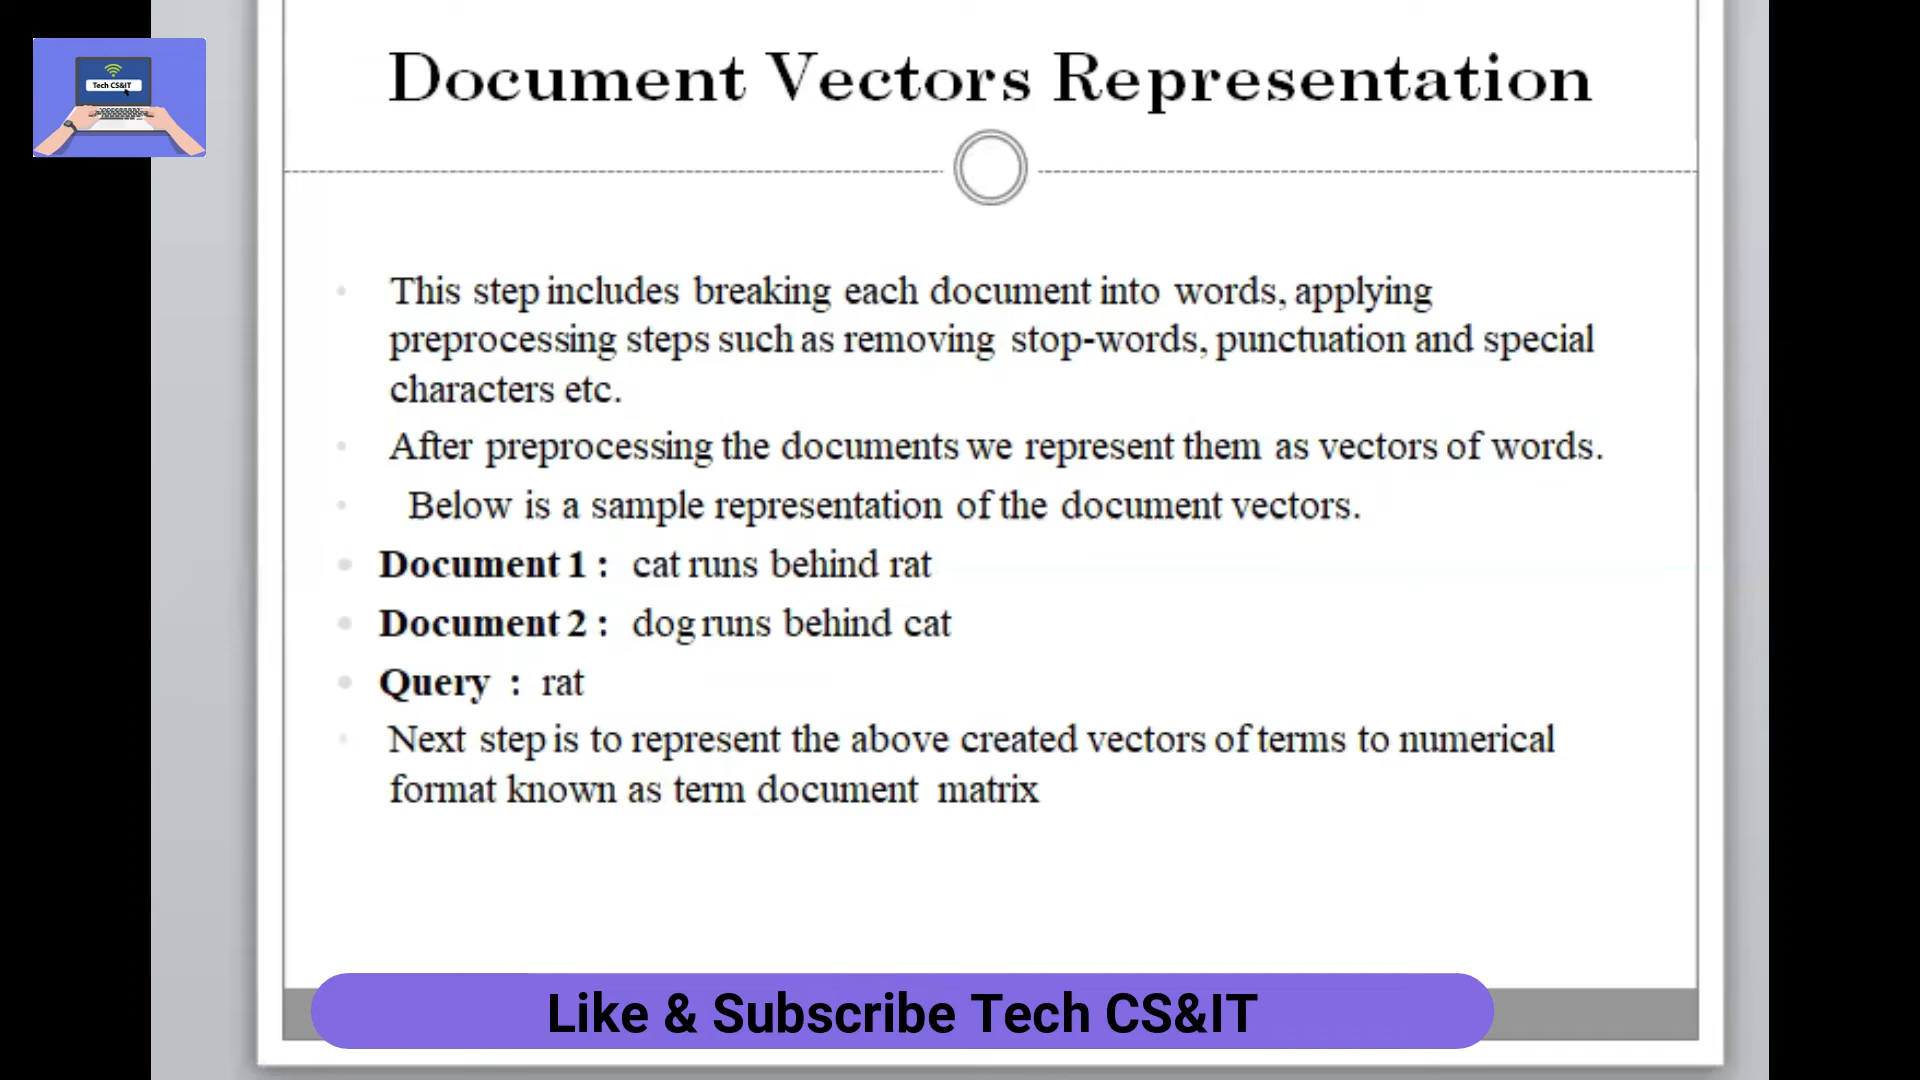 Tech CS&IT
Document Vectors Representation
This step includes breaking each document into words, applying
preprocessing steps such as removing stop-words, punctuation and special
characters etc.
After preprocessing the documents we represent them as vectors of words.
Below is a sample representation of the document vectors.
Document 1 : cat runs behind rat
Document 2 : dog runs behind cat
Query : rat
Next step is to represent the above created vectors of terms to numerical
format known as term document matrix
Like & Subscribe Tech CS&IT